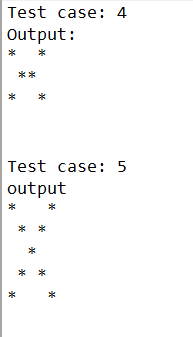 Test case: 4
Output:
*  *
 **
*  *
Test case: 5
output
*   *
 * *
  *
 * *
*   *